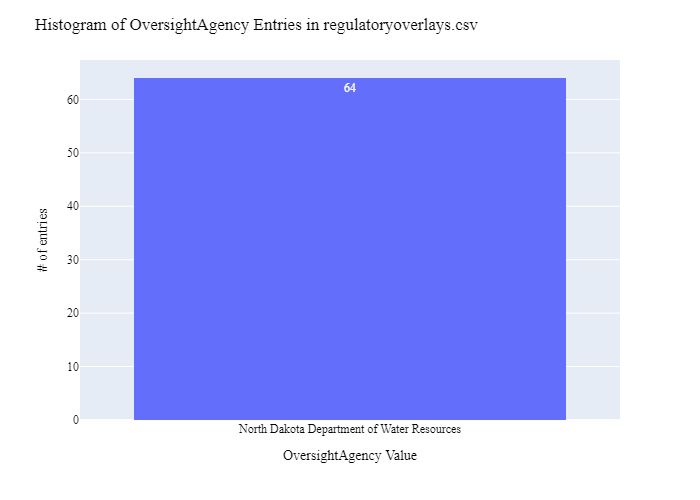 Histogram of OversightAgency Entries in regulatoryoverlays.csv
64
60
50
40
30
20
10
0
# of entries
North Dakota Department of Water Resources
OversightAgency Value